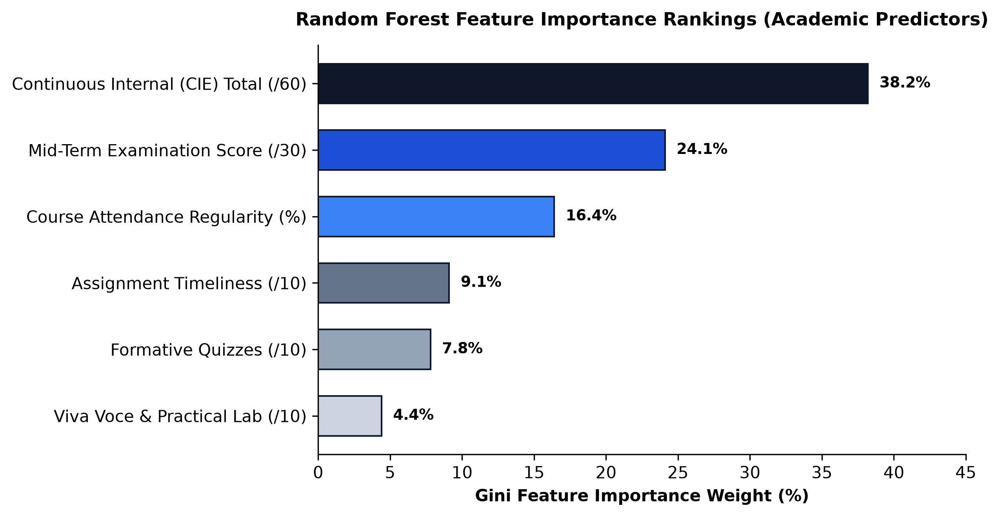 Random Forest Feature Importance Rankings (Academic Predictors)
Continuous Internal (CIE) Total (/60)
38.2%
Mid-Term Examination Score (/30)
24.1%
Course Attendance Regularity (%)
16.4%
Assignment Timeliness (/10)
9.1%
Formative Quizzes (/10)
7.8%
Viva Voce & Practical Lab (/10)
4.4%
0 5 10 15 20 25 30 35 40 45
Gini Feature Importance Weight (%)